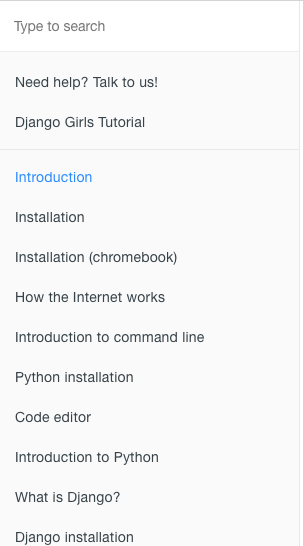 Type to search
Need help? Talk to us!
Django Girls Tutorial
Introduction
Installation
Installation (chromebook)
How the Internet works
Introduction to command line
Python installation
Code editor
Introduction to Python
What is Django?
Django installation